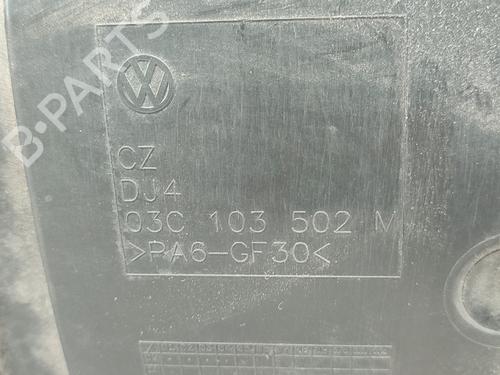 B-PARTS
CZ
DJ4
03C 103 502 M
>PA6-GF30<